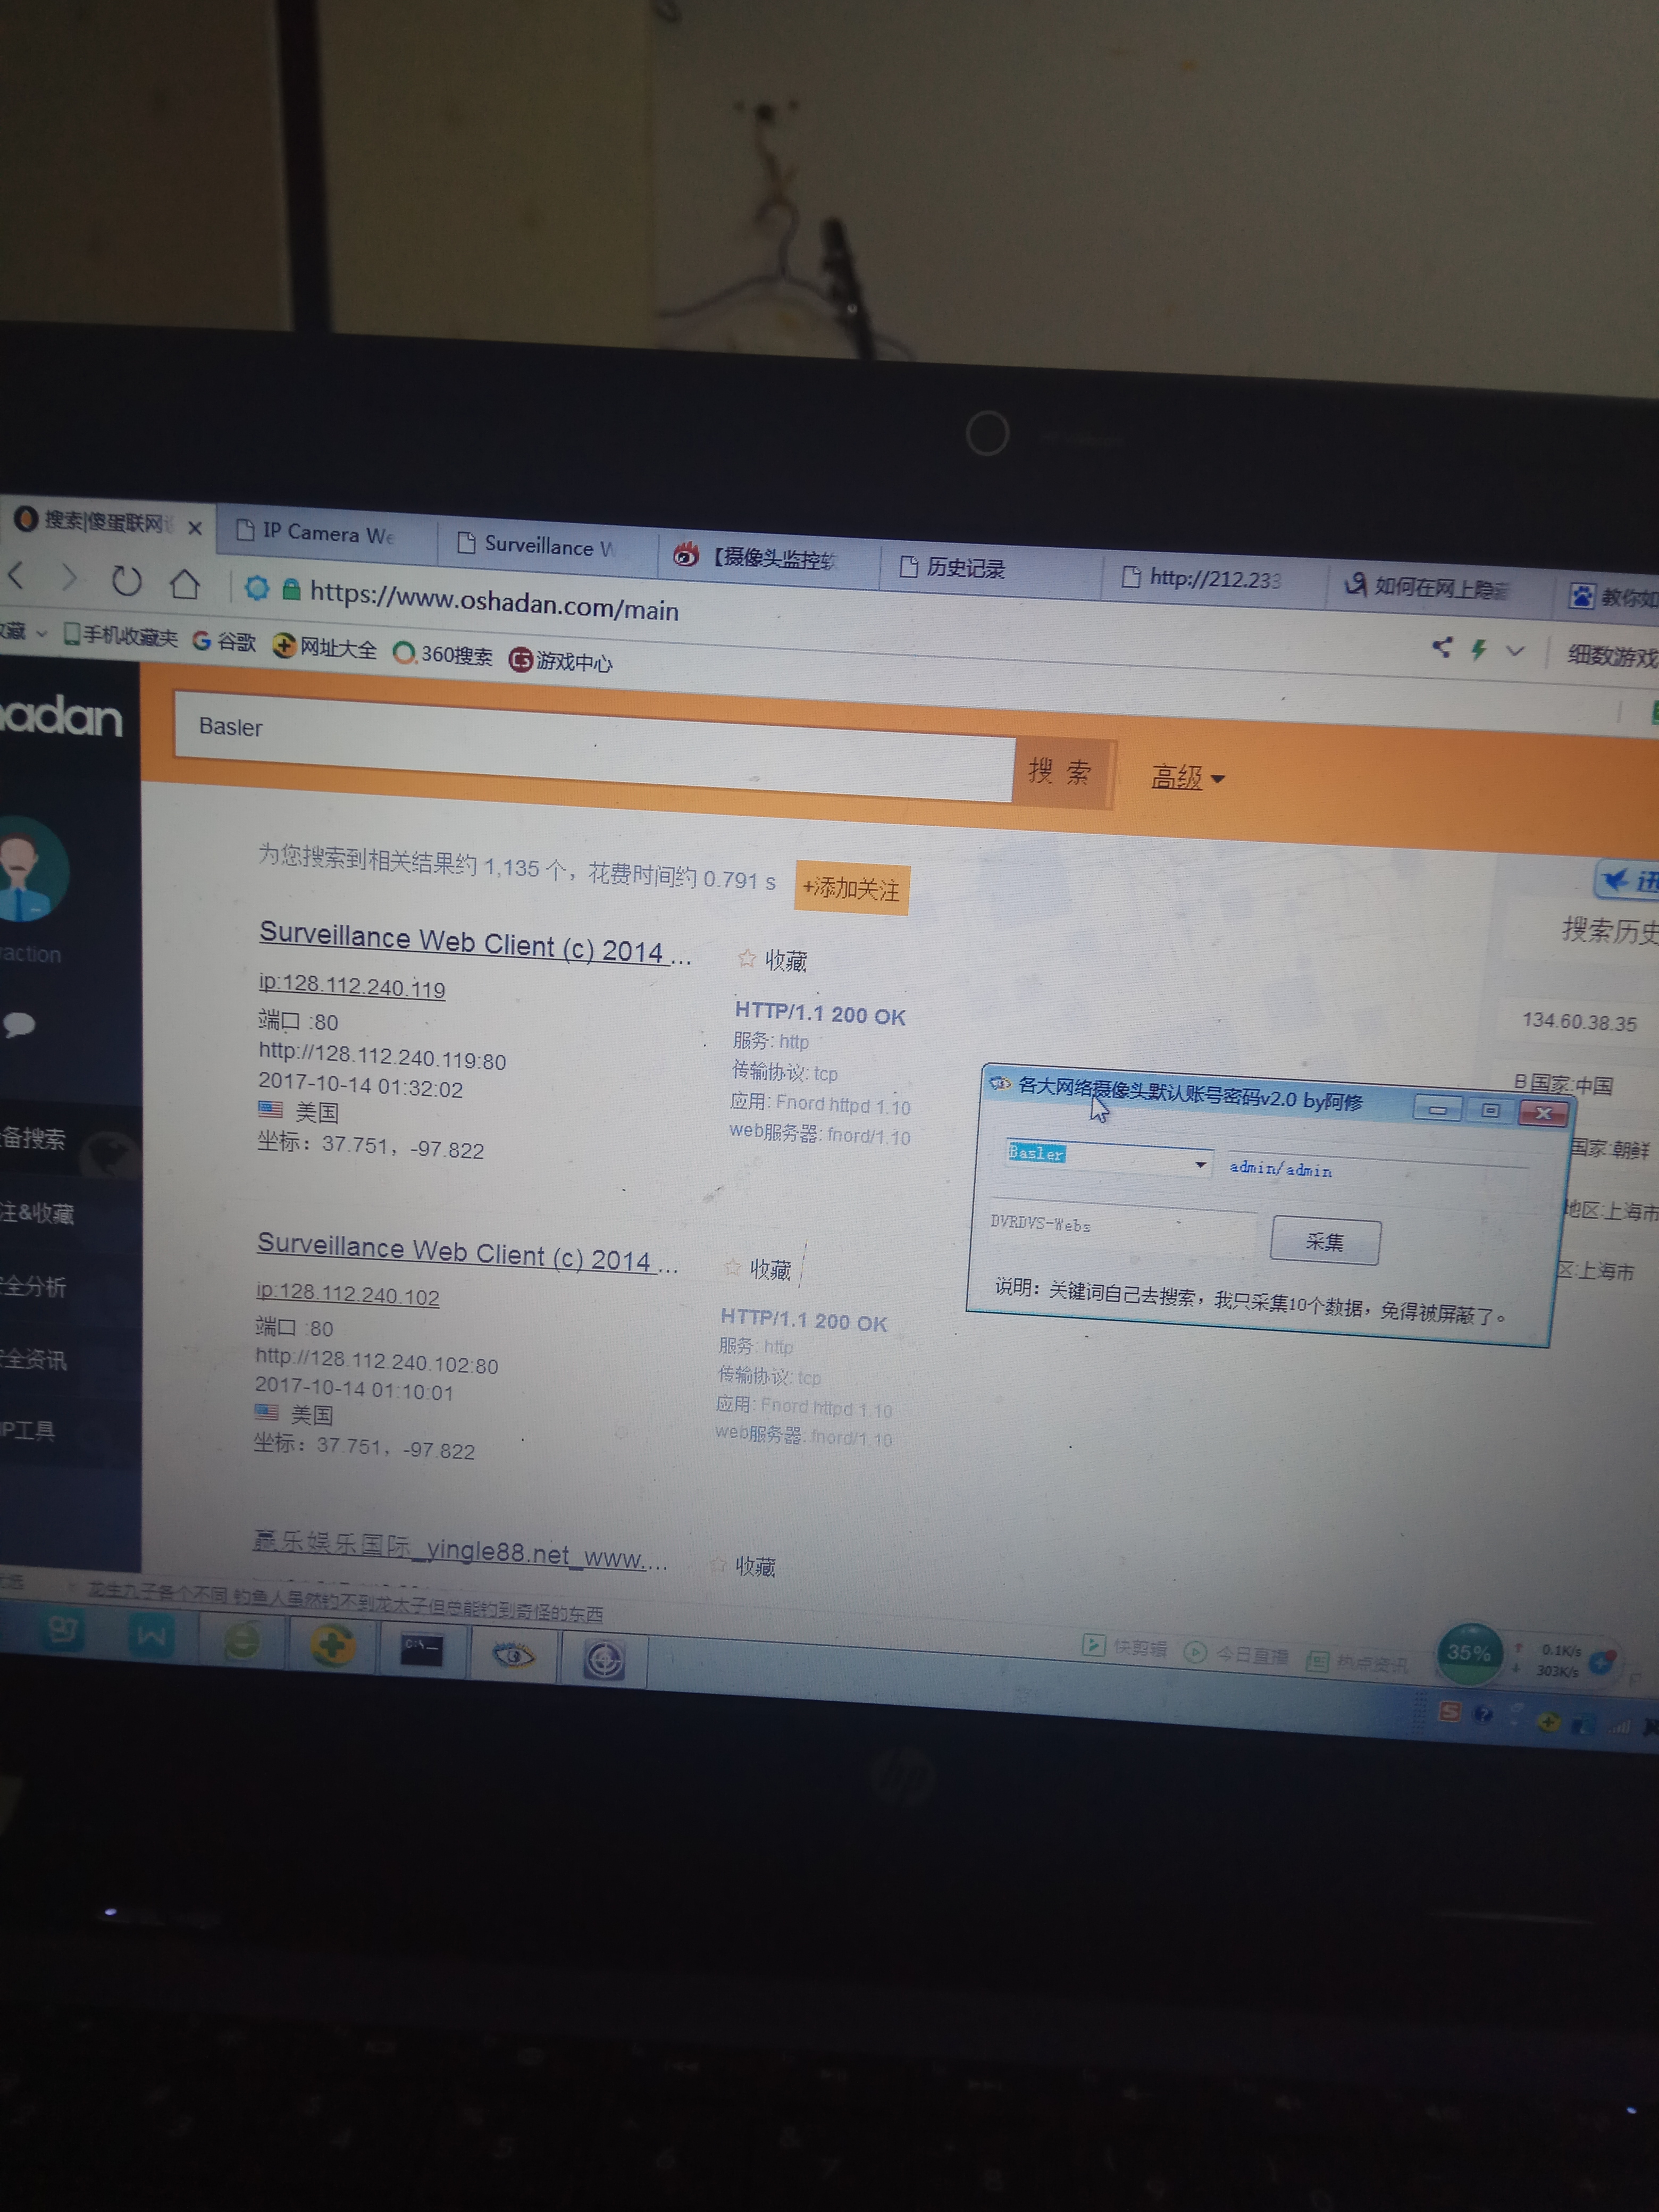 搜索|傻蛋联网
IP Camera We
Surveillance W
【摄像头监控软
历史记录
http://212.233
如何在网上隐藏
教你如
https://www.oshadan.com/main
收藏
手机收藏夹
谷歌
网址大全
360搜索
游戏中心
细数游戏
adan
Basler
搜 索
高级
为您搜索到相关结果约 1,135 个，花费时间约 0.791 s
+添加关注
Surveillance Web Client (c) 2014 ...
收藏
ip:128.112.240.119
端口 :80
http://128.112.240.119:80
2017-10-14 01:32:02
美国
坐标：37.751，-97.822
HTTP/1.1 200 OK
服务: http
传输协议: tcp
应用: Fnord httpd 1.10
web服务器: fnord/1.10
Surveillance Web Client (c) 2014 ...
收藏
ip:128.112.240.102
端口 :80
http://128.112.240.102:80
2017-10-14 01:10:01
美国
坐标：37.751，-97.822
HTTP/1.1 200 OK
服务: http
传输协议: tcp
应用: Fnord httpd 1.10
web服务器: fnord/1.10
赢乐娱乐国际_yingle88.net_www....
收藏
action
备搜索
注&收藏
全分析
全资讯
IP工具
迅
搜索历史
134.60.38.35
国家:中国
国家:朝鲜
地区:上海市
区:上海市
各大网络摄像头默认账号密码v2.0 by阿修
Basler
admin/admin
DVRDVS-Webs
采集
说明：关键词自己去搜索，我只采集10个数据，免得被屏蔽了。
龙生九子各个不同 钓鱼人虽然钓不到龙太子但总能钓到奇怪的东西
快剪辑
今日直播
热点资讯
35%
0.1K/s
303K/s
C:\
hp